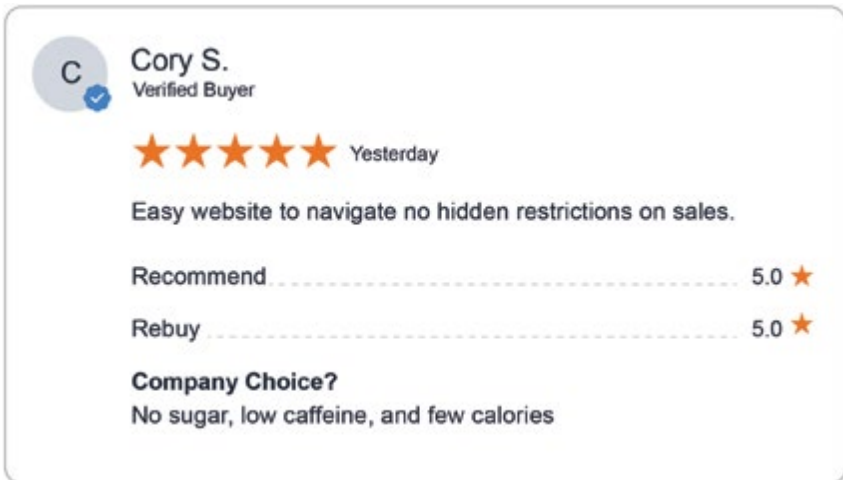 C
Cory S.
Verified Buyer
Yesterday
Easy website to navigate no hidden restrictions on sales.
Recommend 5.0
Rebuy 5.0
Company Choice?
No sugar, low caffeine, and few calories